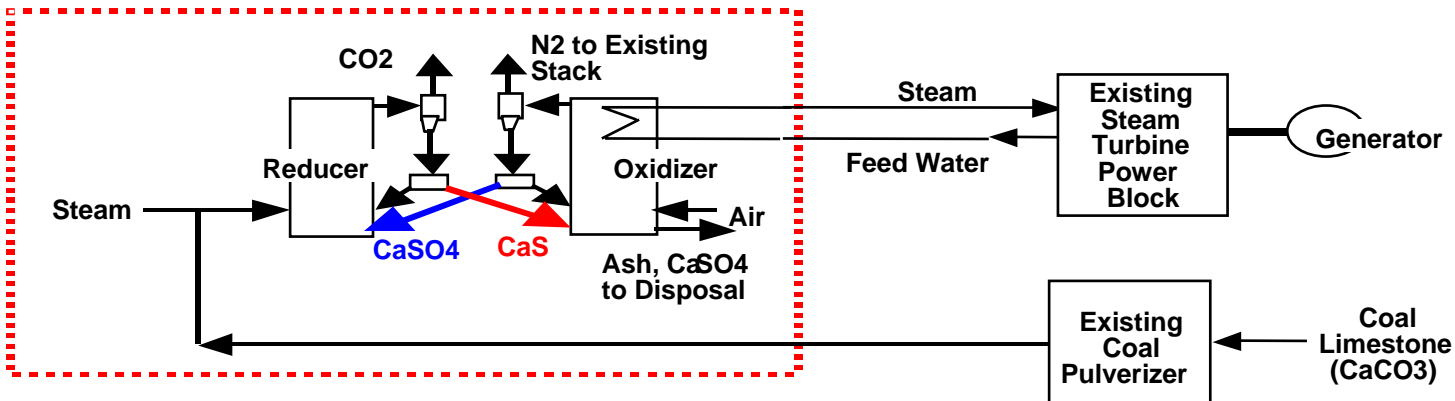 CO2
N2 to Existing
Stack
Reducer
Oxidizer
Steam
CaSO4
CaS
Air
Ash, CaSO4
to Disposal
Steam
Feed Water
Existing
Steam
Turbine
Power
Block
Generator
Existing
Coal
Pulverizer
Coal
Limestone
(CaCO3)